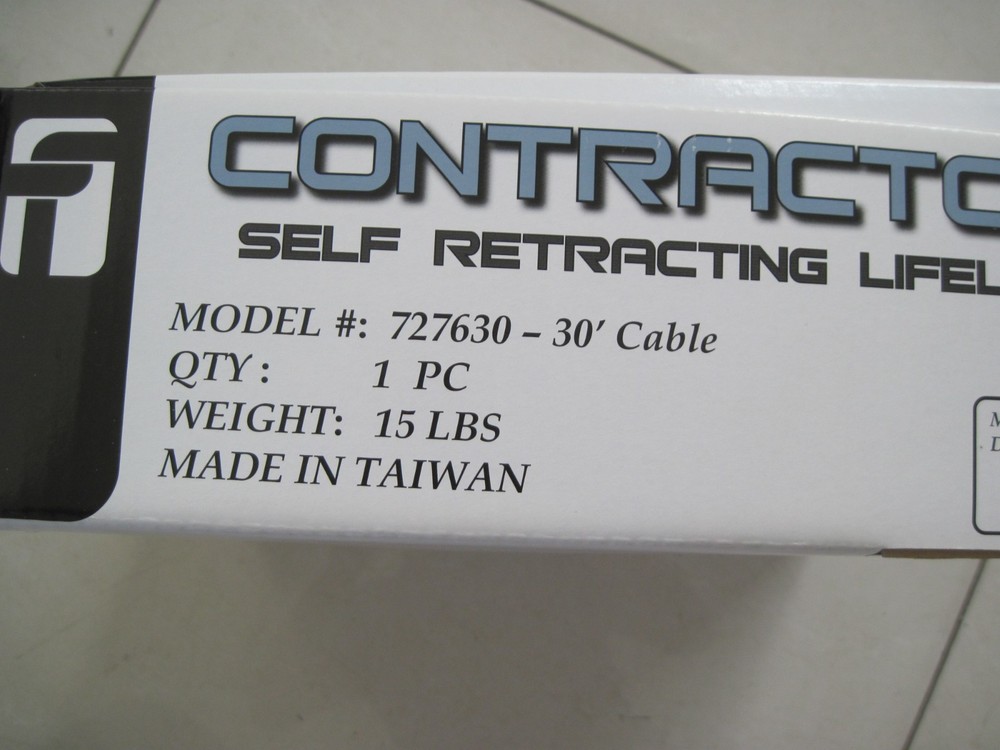 CONTRACTO
SELF RETRACTING LIFEL
MODEL #: 727630 – 30’ Cable
QTY : 1 PC
WEIGHT: 15 LBS
MADE IN TAIWAN